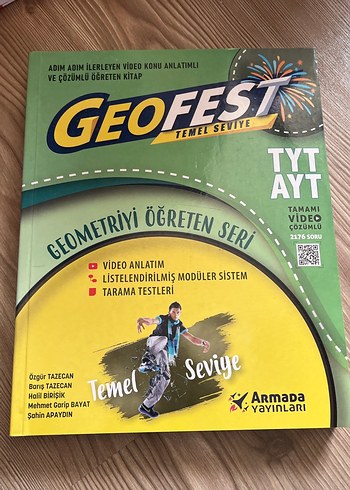 ADIM ADIM İLERLEYEN VİDEO KONU ANLATIMLI
VE ÇÖZÜMLÜ ÖĞRETEN KİTAP
GEOFEST
TEMEL SEVİYE
TYT
AYT
TAMAMI
VİDEO
ÇÖZÜMLÜ
2176 SORU
GEOMETRİYİ ÖĞRETEN SERİ
VİDEO ANLATIM
LİSTELENDİRİLMİŞ MODÜLER SİSTEM
TARAMA TESTLERİ
Temel Seviye
Özgür TAZECAN
Barış TAZECAN
Halil BİRİŞİK
Mehmet Garip BAYAT
Şahin APAYDIN
ARMADA
YAYINLARI